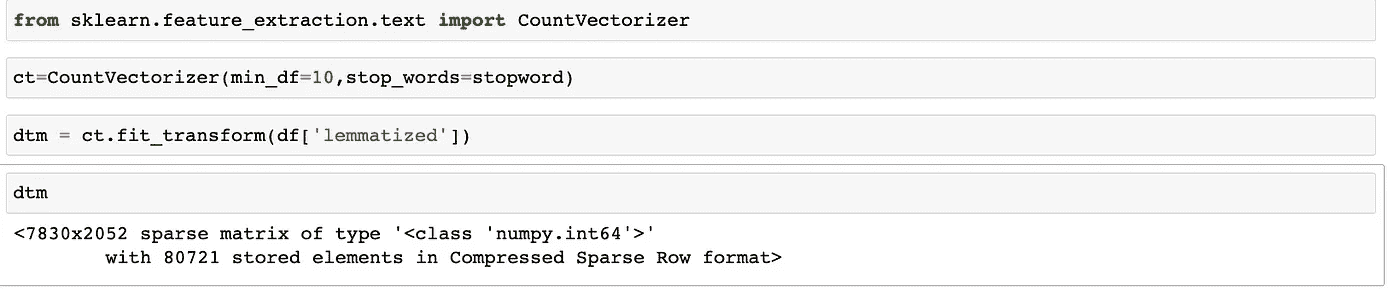 from sklearn.feature_extraction.text import CountVectorizer
ct=CountVectorizer(min_df=10,stop_words=stopword)
dtm = ct.fit_transform(df['lemmatized'])
dtm
<7830x2052 sparse matrix of type '<class 'numpy.int64'>'
        with 80721 stored elements in Compressed Sparse Row format>